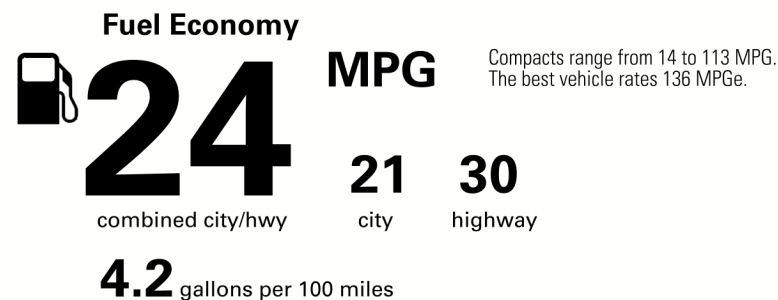 Fuel Economy
24 MPG
Compacts range from 14 to 113 MPG.
The best vehicle rates 136 MPGe.
combined city/hwy
21 city
30 highway
4.2 gallons per 100 miles